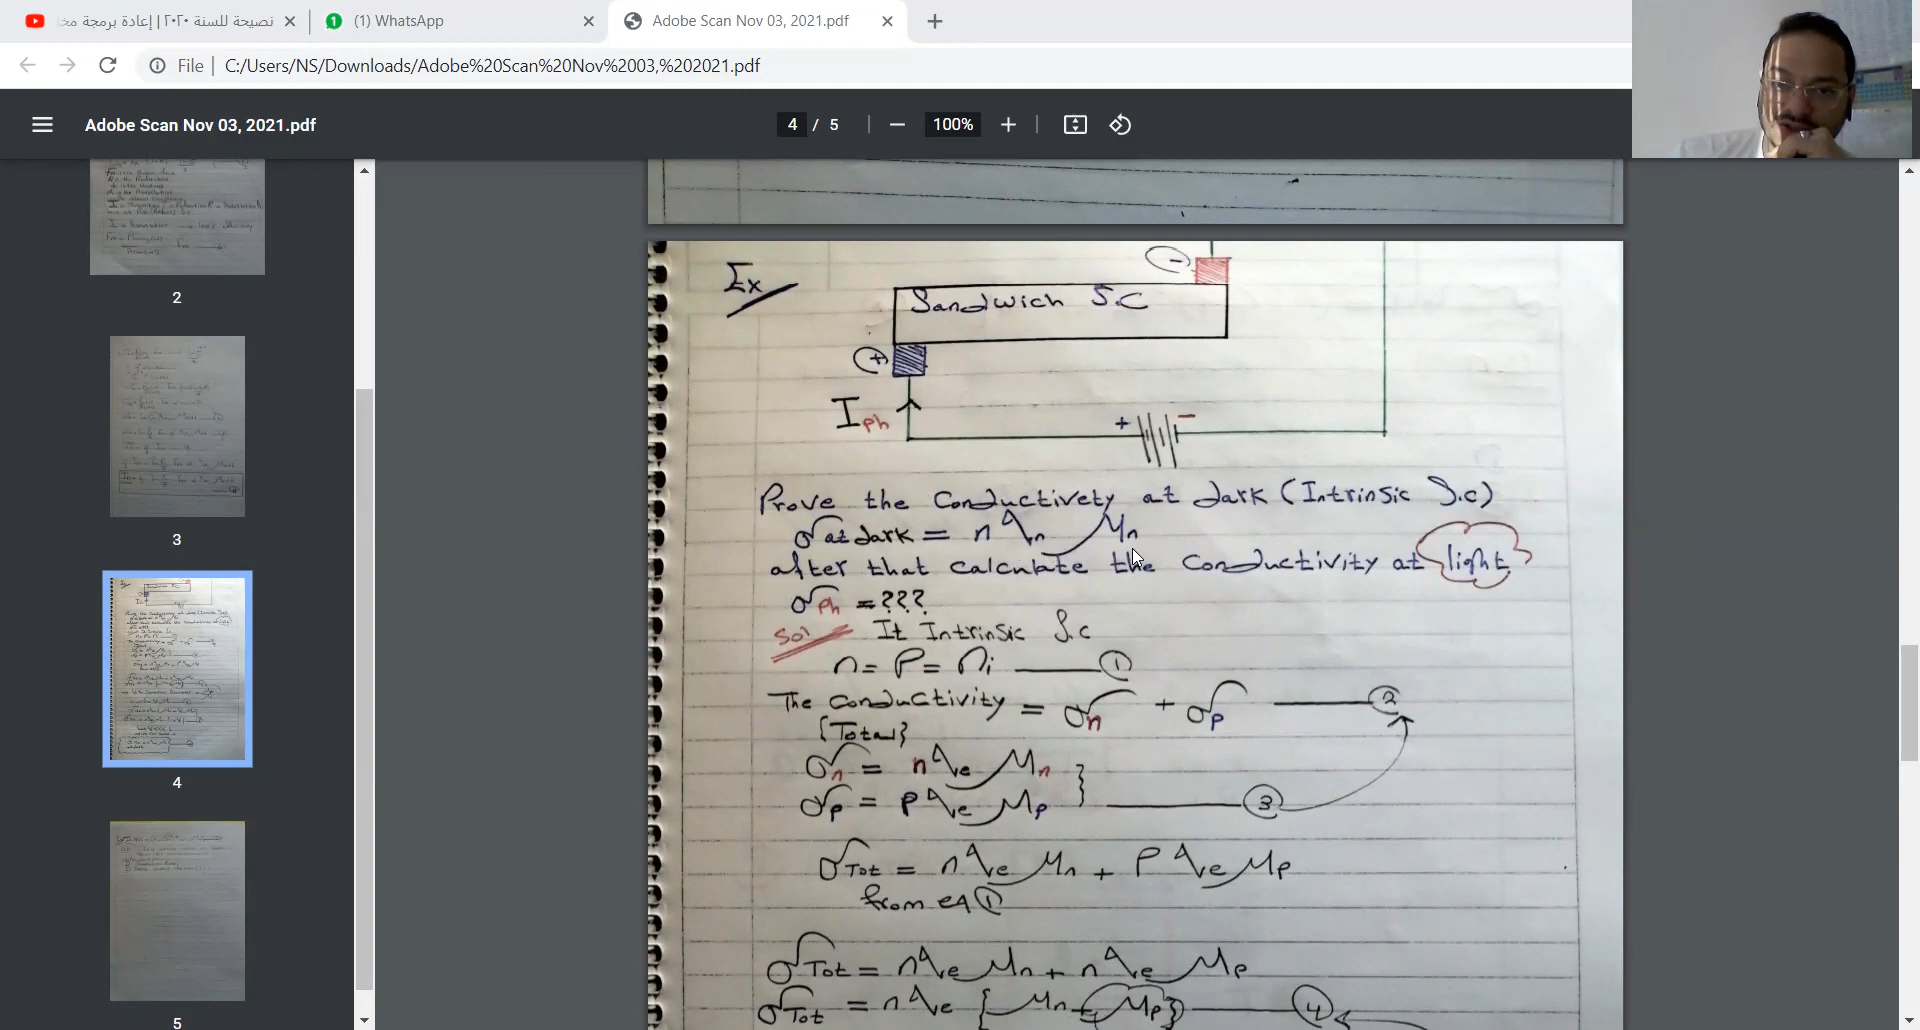 نصيحة للسنة ٢٠٢٠ | إعادة برمجة مخ
(1) WhatsApp
Adobe Scan Nov 03, 2021.pdf
File
C:/Users/NS/Downloads/Adobe%20Scan%20Nov%2003,%202021.pdf
Adobe Scan Nov 03, 2021.pdf
4 / 5
100%
2
3
4
5
Ex
Sandwich S.C
−
+
Iph
+ −
Prove the Conductivety at dark (Intrinsic S.c)
σ at dark = n q n μn
after that calculate the Conductivity at light
σph = ???
Sol It Intrinsic S.c
n = P = ni ——— ①
The conductivity = σn + σp ——— ②
{Total}
σn = n qe μn
σp = P qe μp } ——— ③
σTot = n qe μn + P qe μp
from eq ①
σTot = n qe μn + n qe μp
σTot = n qe { μn + μp } ——— ④